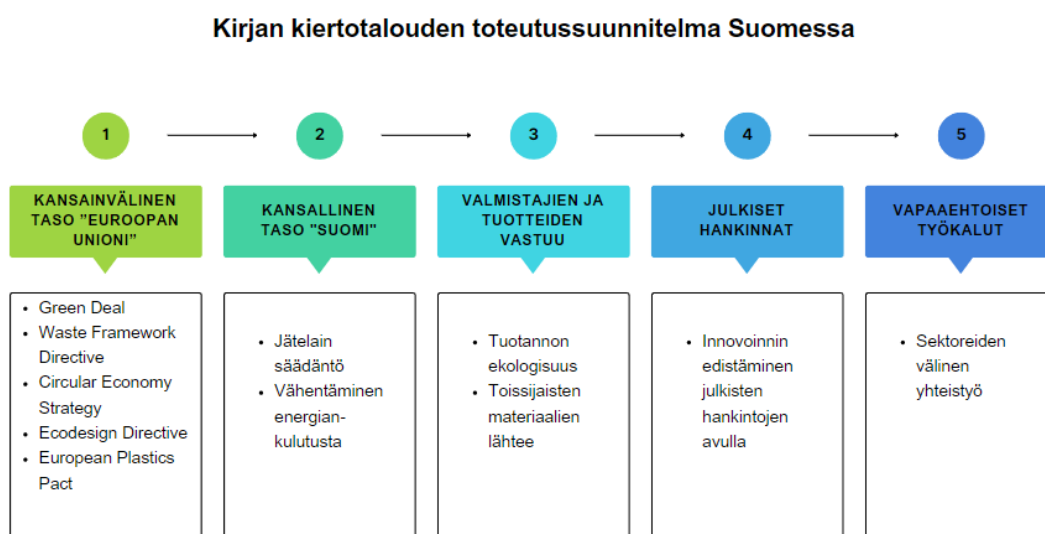 Kirjan kiertotalouden toteutussuunnitelma Suomessa
1
2
3
4
5
KANSAINVÄLINEN
TASO ”EUROOPAN
UNIONI”
KANSALLINEN
TASO "SUOMI"
VALMISTAJIEN JA
TUOTTEIDEN
VASTUU
JULKISET
HANKINNAT
VAPAAEHTOISET
TYÖKALUT
• Green Deal
• Waste Framework
Directive
• Circular Economy
Strategy
• Ecodesign Directive
• European Plastics
Pact
• Jätelain
säädäntö
• Vähentäminen
energian-
kulutusta
• Tuotannon
ekologisuus
• Toissijaisten
materiaalien
lähtee
• Innovoinnin
edistäminen
julkisten
hankintojen
avulla
• Sektoreiden
välinen
yhteistyö